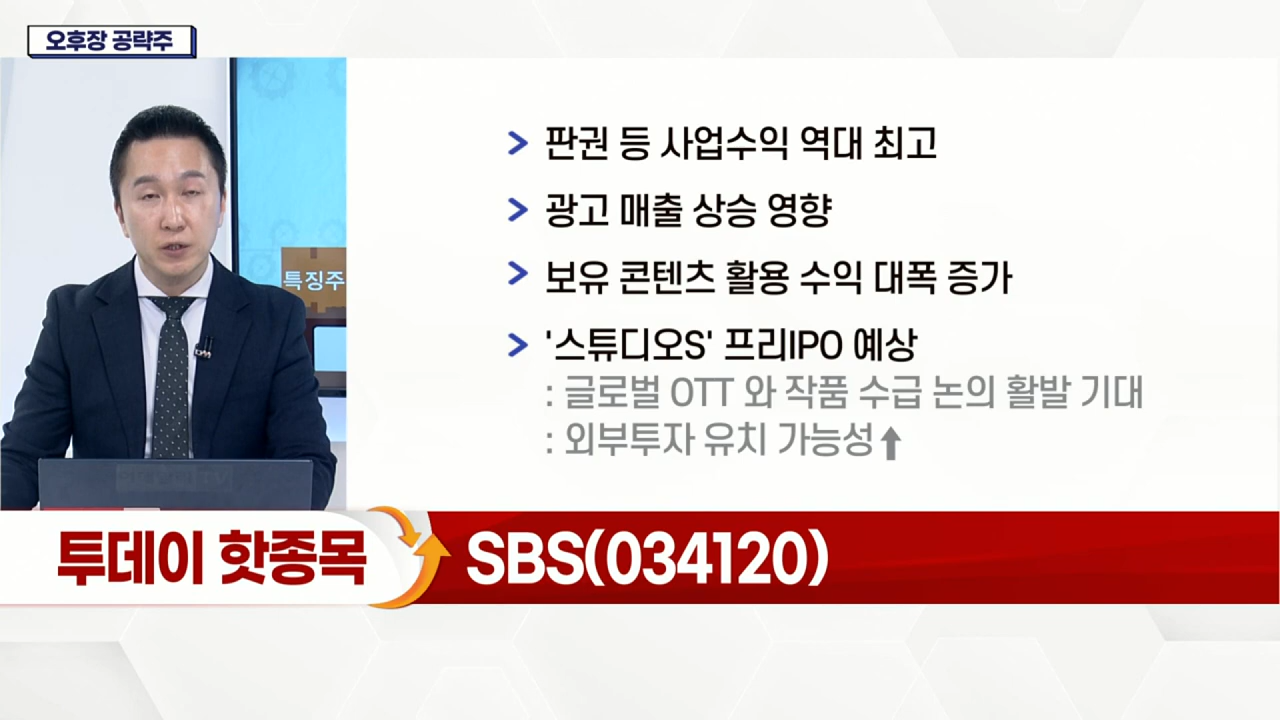 오후장 공략주
특징주
판권 등 사업수익 역대 최고
광고 매출 상승 영향
보유 콘텐츠 활용 수익 대폭 증가
'스튜디오S' 프리IPO 예상
: 글로벌 OTT 와 작품 수급 논의 활발 기대
: 외부투자 유치 가능성⬆
투데이 핫종목
SBS(034120)